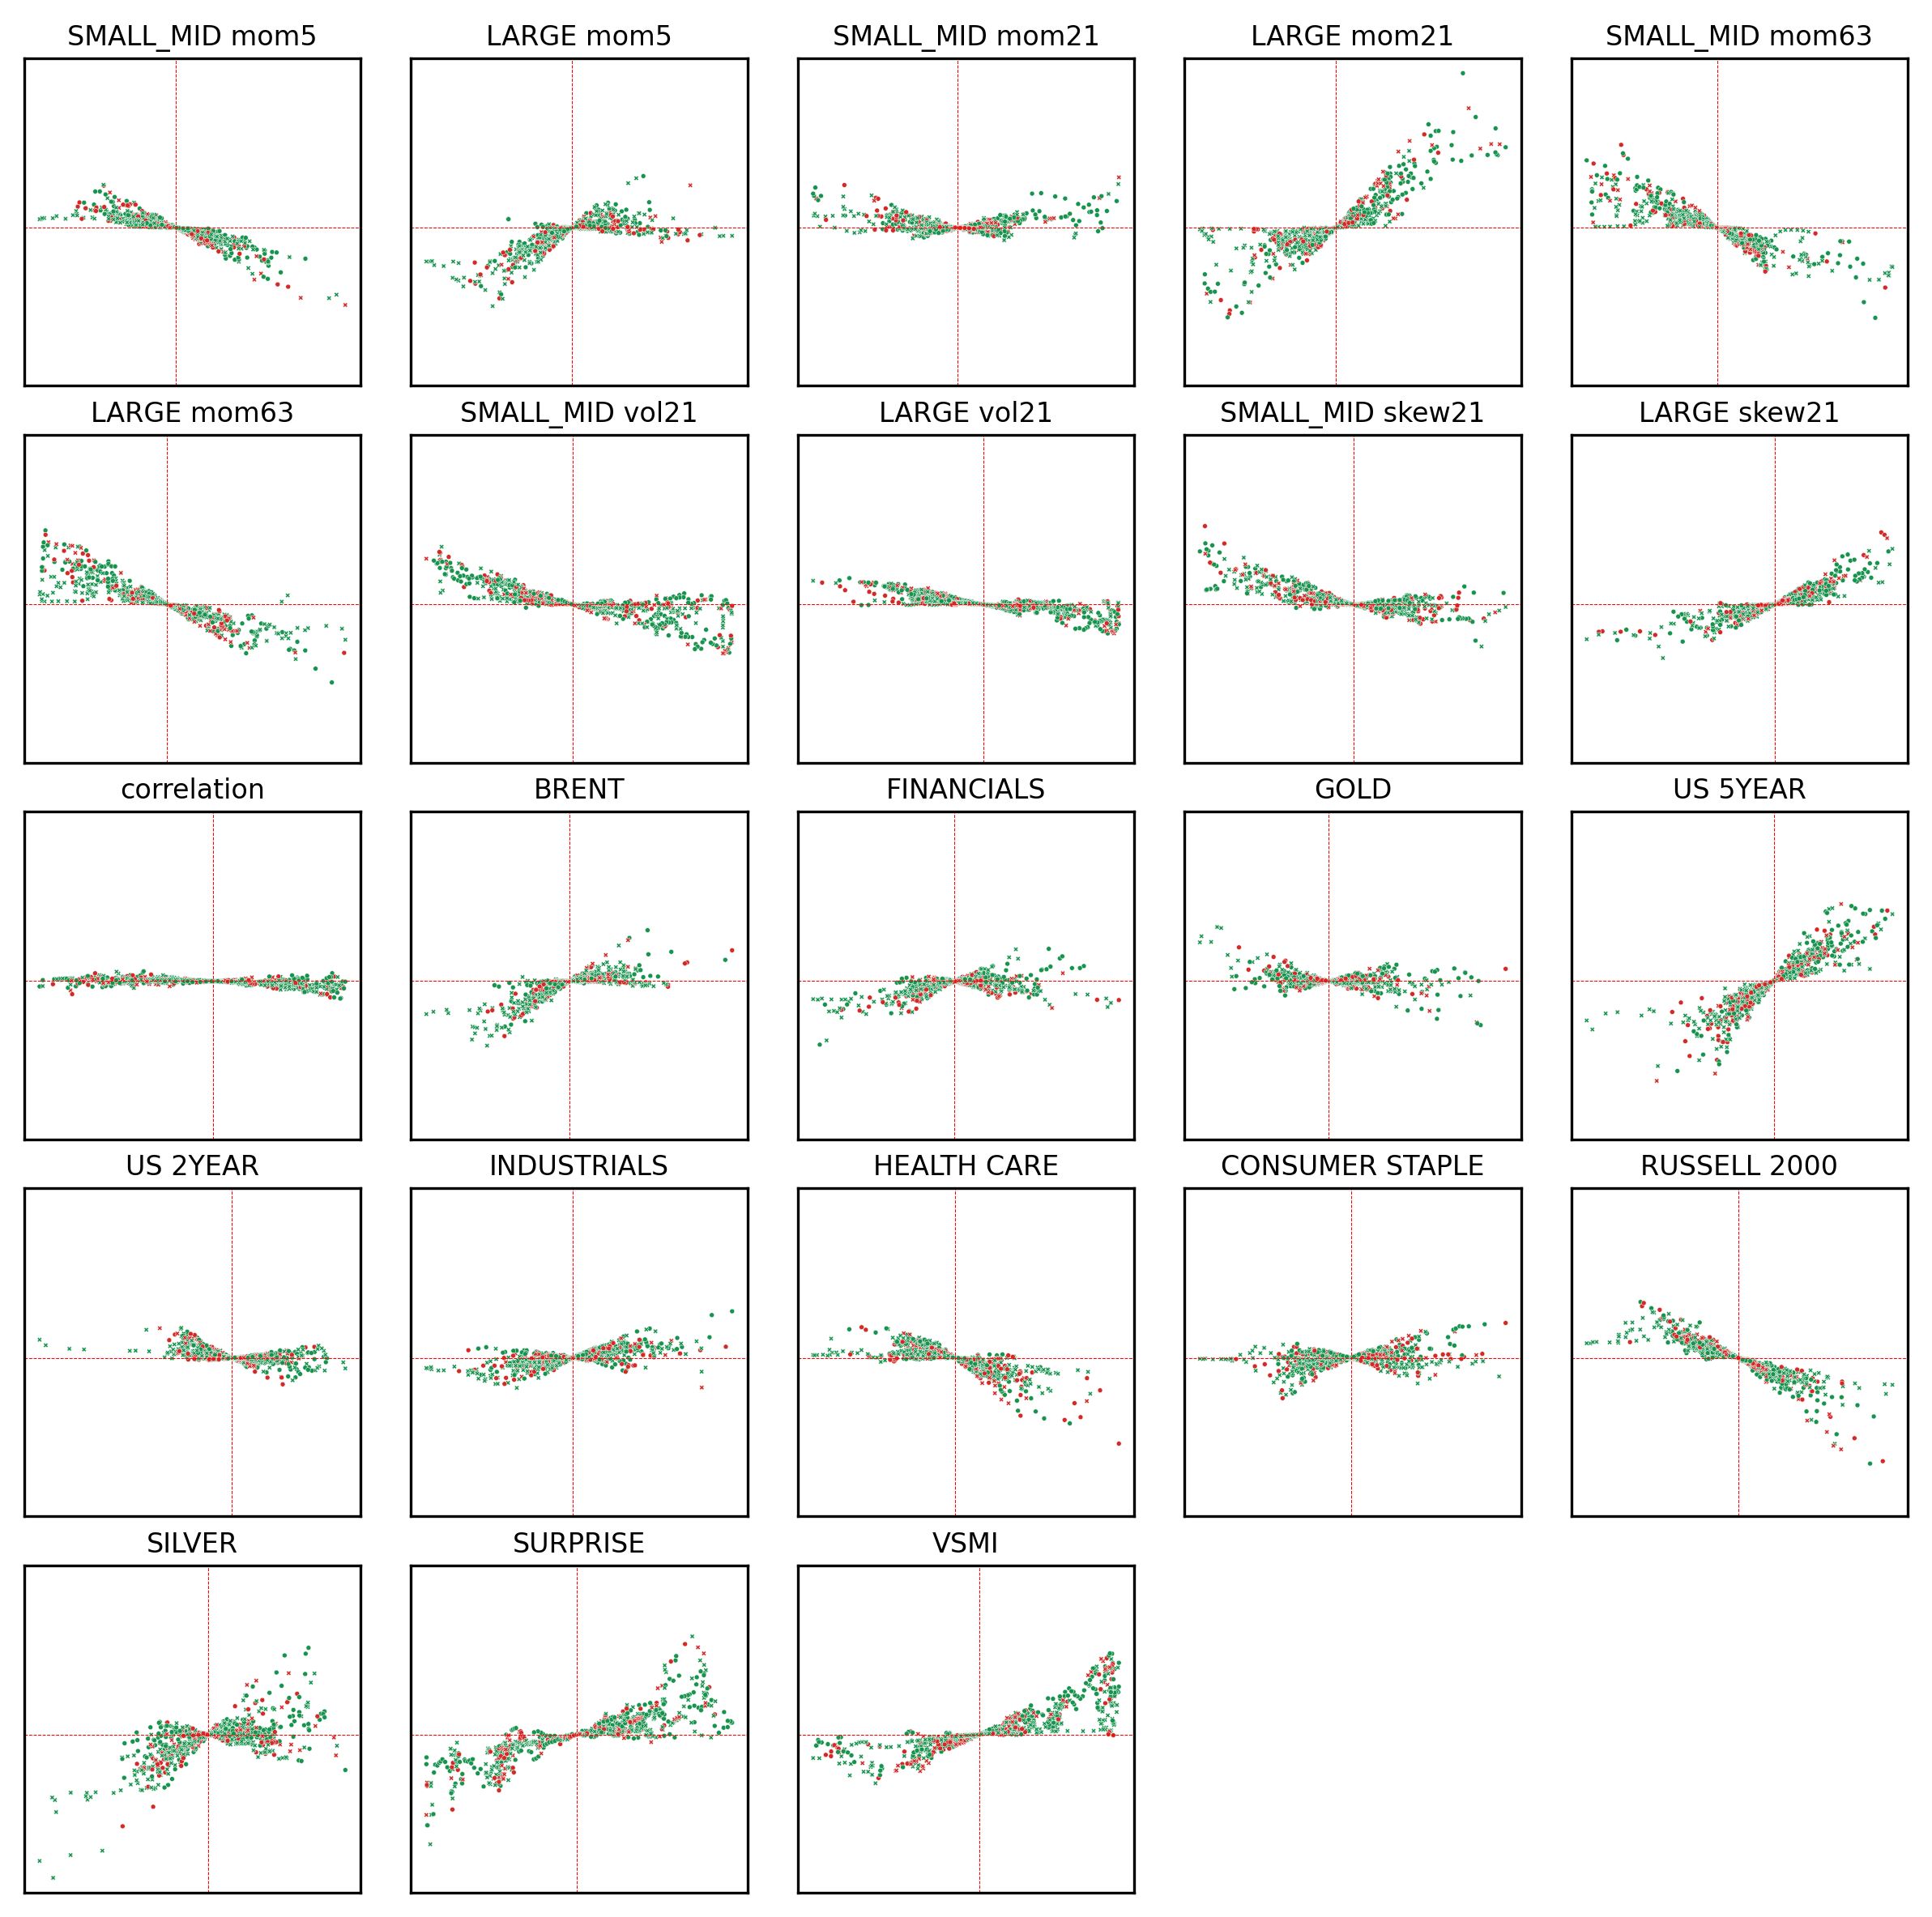 SMALL_MID mom5
LARGE mom5
SMALL_MID mom21
LARGE mom21
SMALL_MID mom63
LARGE mom63
SMALL_MID vol21
LARGE vol21
SMALL_MID skew21
LARGE skew21
correlation
BRENT
FINANCIALS
GOLD
US 5YEAR
US 2YEAR
INDUSTRIALS
HEALTH CARE
CONSUMER STAPLE
RUSSELL 2000
SILVER
SURPRISE
VSMI